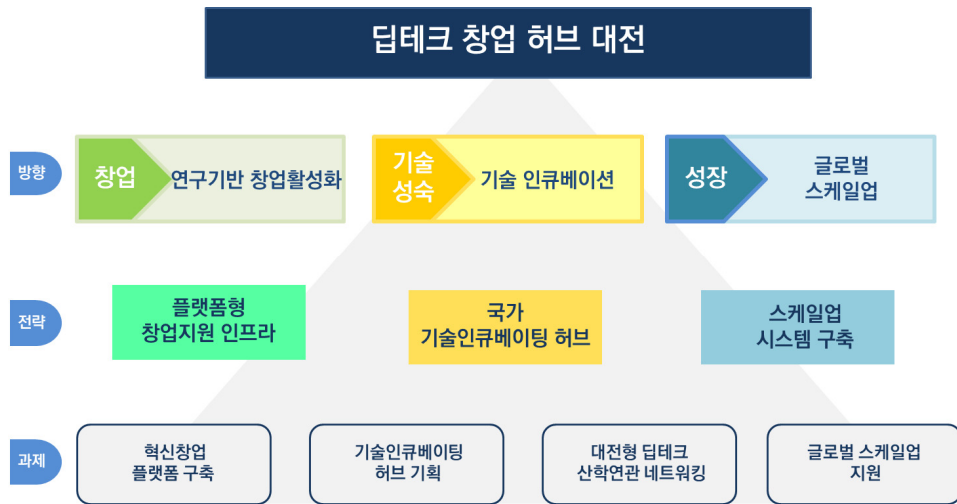 딥테크 창업 허브 대전
방향
창업
연구기반 창업활성화
기술
성숙
기술 인큐베이션
성장
글로벌
스케일업
전략
플랫폼형
창업지원 인프라
국가
기술인큐베이팅 허브
스케일업
시스템 구축
과제
혁신창업
플랫폼 구축
기술인큐베이팅
허브 기획
대전형 딥테크
산학연관 네트워킹
글로벌 스케일업
지원